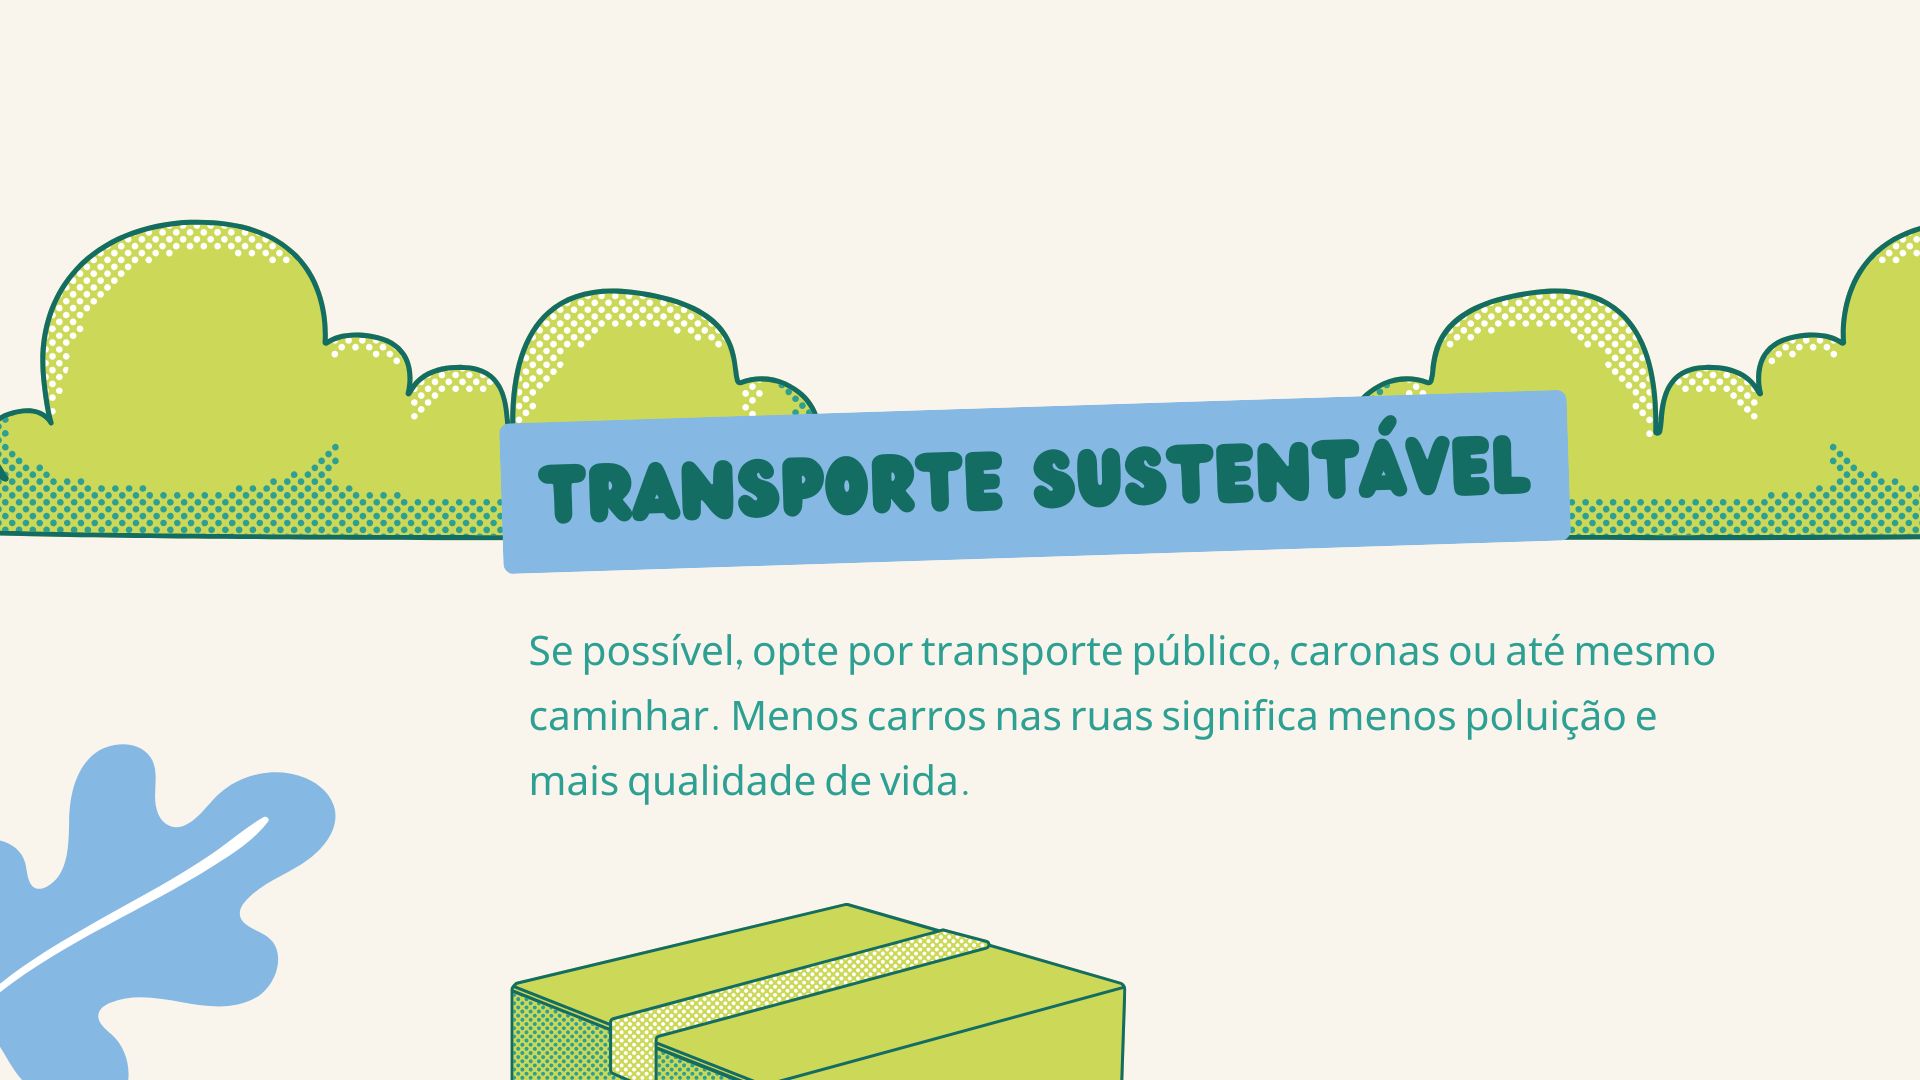 TRANSPORTE SUSTENTÁVEL
Se possível, opte por transporte público, caronas ou até mesmo
caminhar. Menos carros nas ruas significa menos poluição e
mais qualidade de vida.